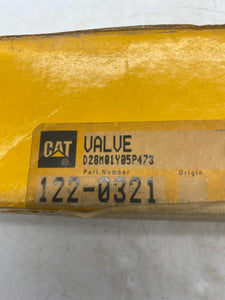 CAT VALVE
D28M01Y05P473
Part Number Origin
122-0321